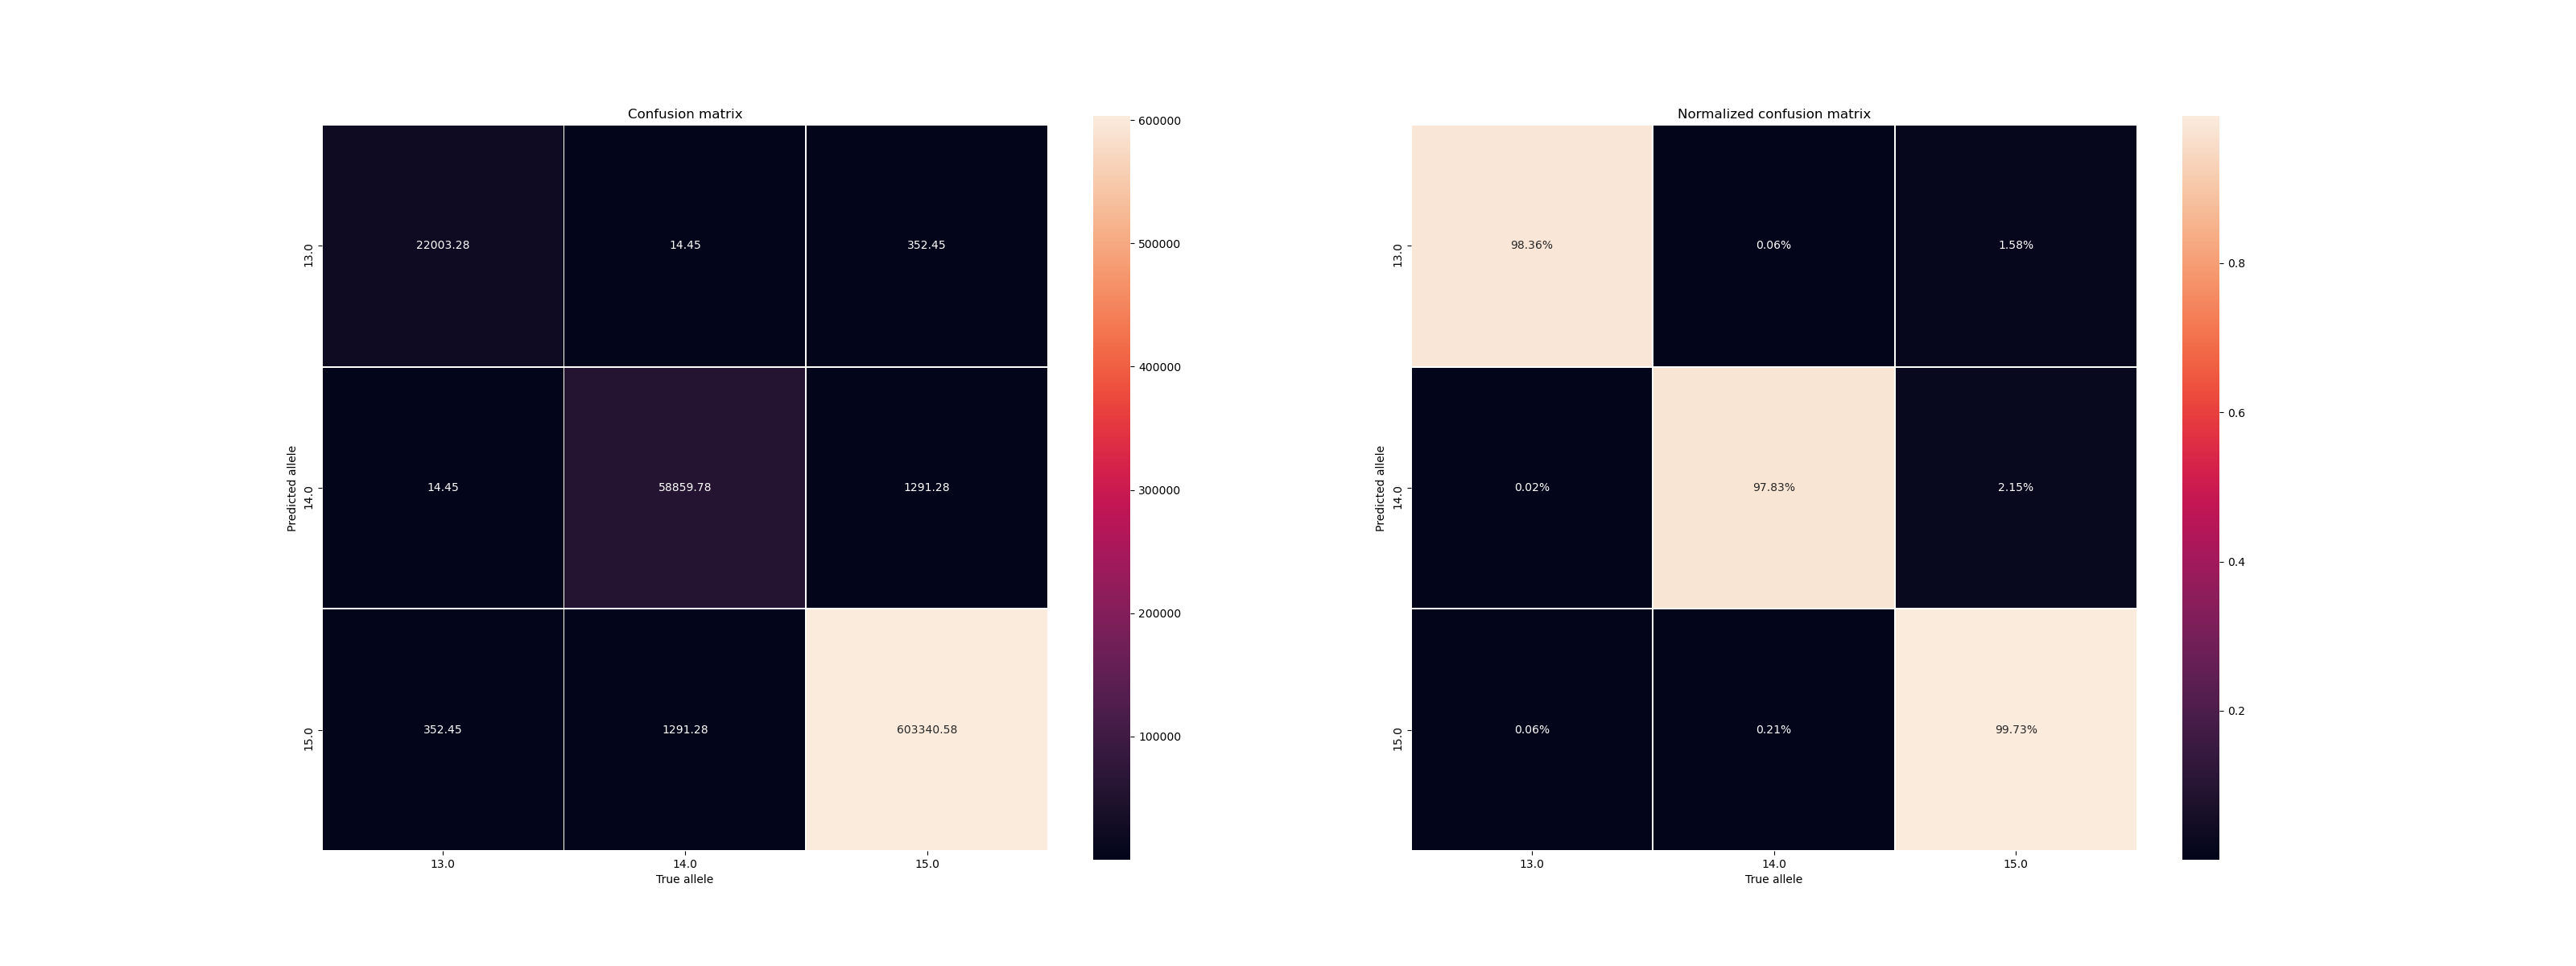 Confusion matrix
Predicted allele
13.0
14.0
15.0
22003.28 14.45 352.45
14.45 58859.78 1291.28
352.45 1291.28 603340.58
13.0 14.0 15.0
True allele
600000
500000
400000
300000
200000
100000
Normalized confusion matrix
Predicted allele
13.0
14.0
15.0
98.36% 0.06% 1.58%
0.02% 97.83% 2.15%
0.06% 0.21% 99.73%
13.0 14.0 15.0
True allele
0.8
0.6
0.4
0.2